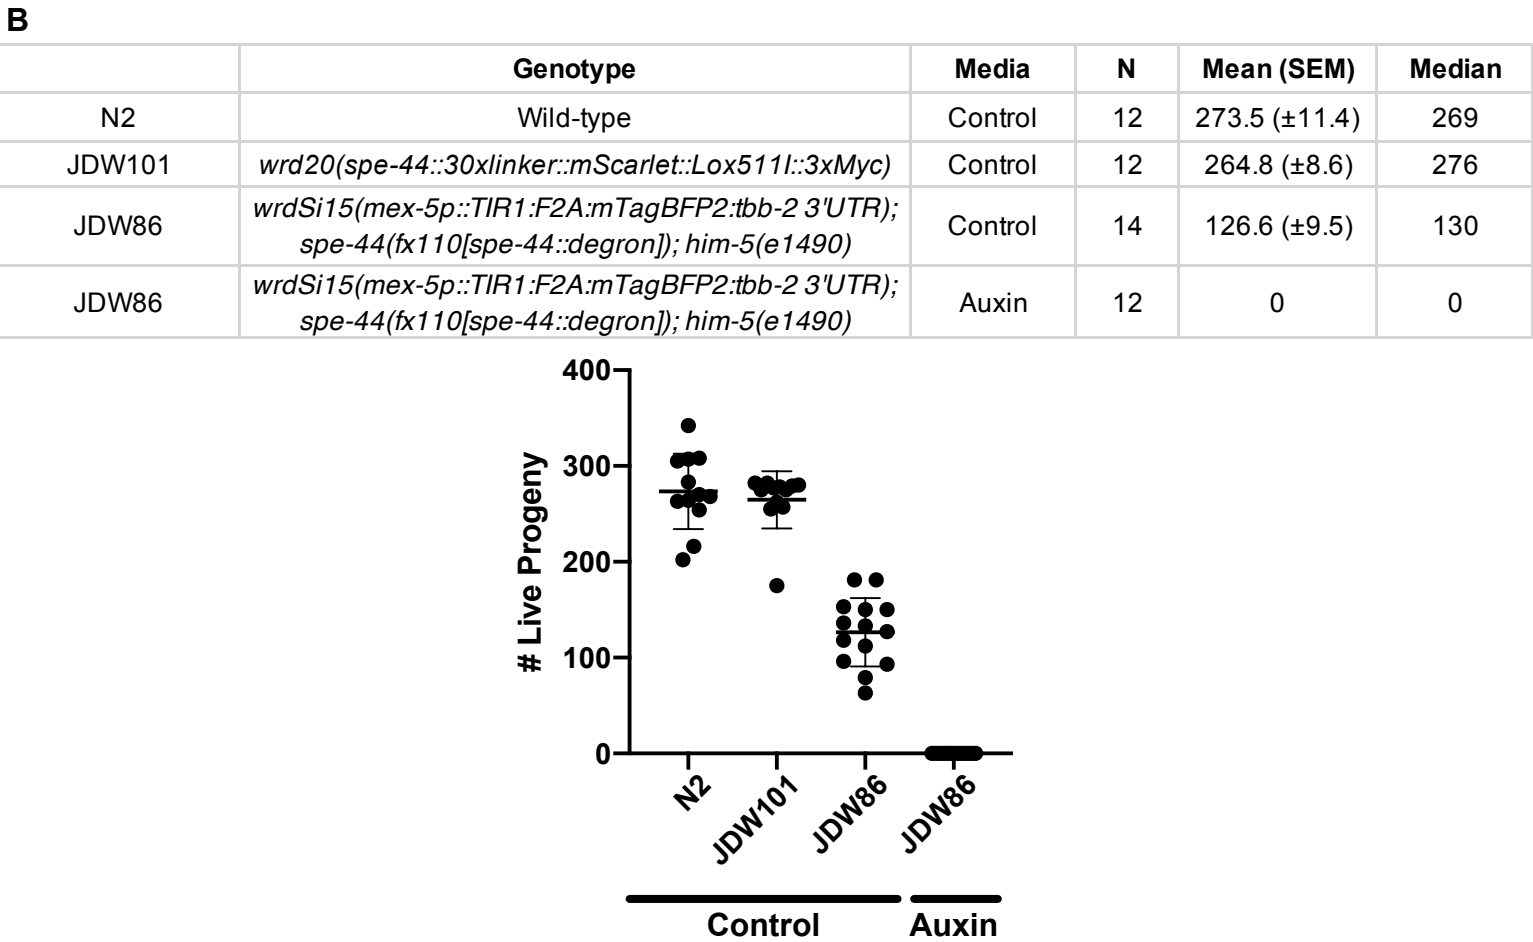 B
Genotype Media N Mean (SEM) Median
N2 Wild-type Control 12 273.5 (±11.4) 269
JDW101 wrd20(spe-44::30xlinker::mScarlet::Lox511I::3xMyc) Control 12 264.8 (±8.6) 276
wrdSi15(mex-5p::TIR1:F2A:mTagBFP2:tbb-2 3'UTR);
JDW86 Control 14 126.6 (±9.5) 130
spe-44(fx110[spe-44::degron]); him-5(e1490)
wrdSi15(mex-5p::TIR1:F2A:mTagBFP2:tbb-2 3'UTR);
JDW86 Auxin 12 0 0
spe-44(fx110[spe-44::degron]); him-5(e1490)
# Live Progeny
400
300
200
100
0
N2
JDW101
JDW86
JDW86
Control Auxin